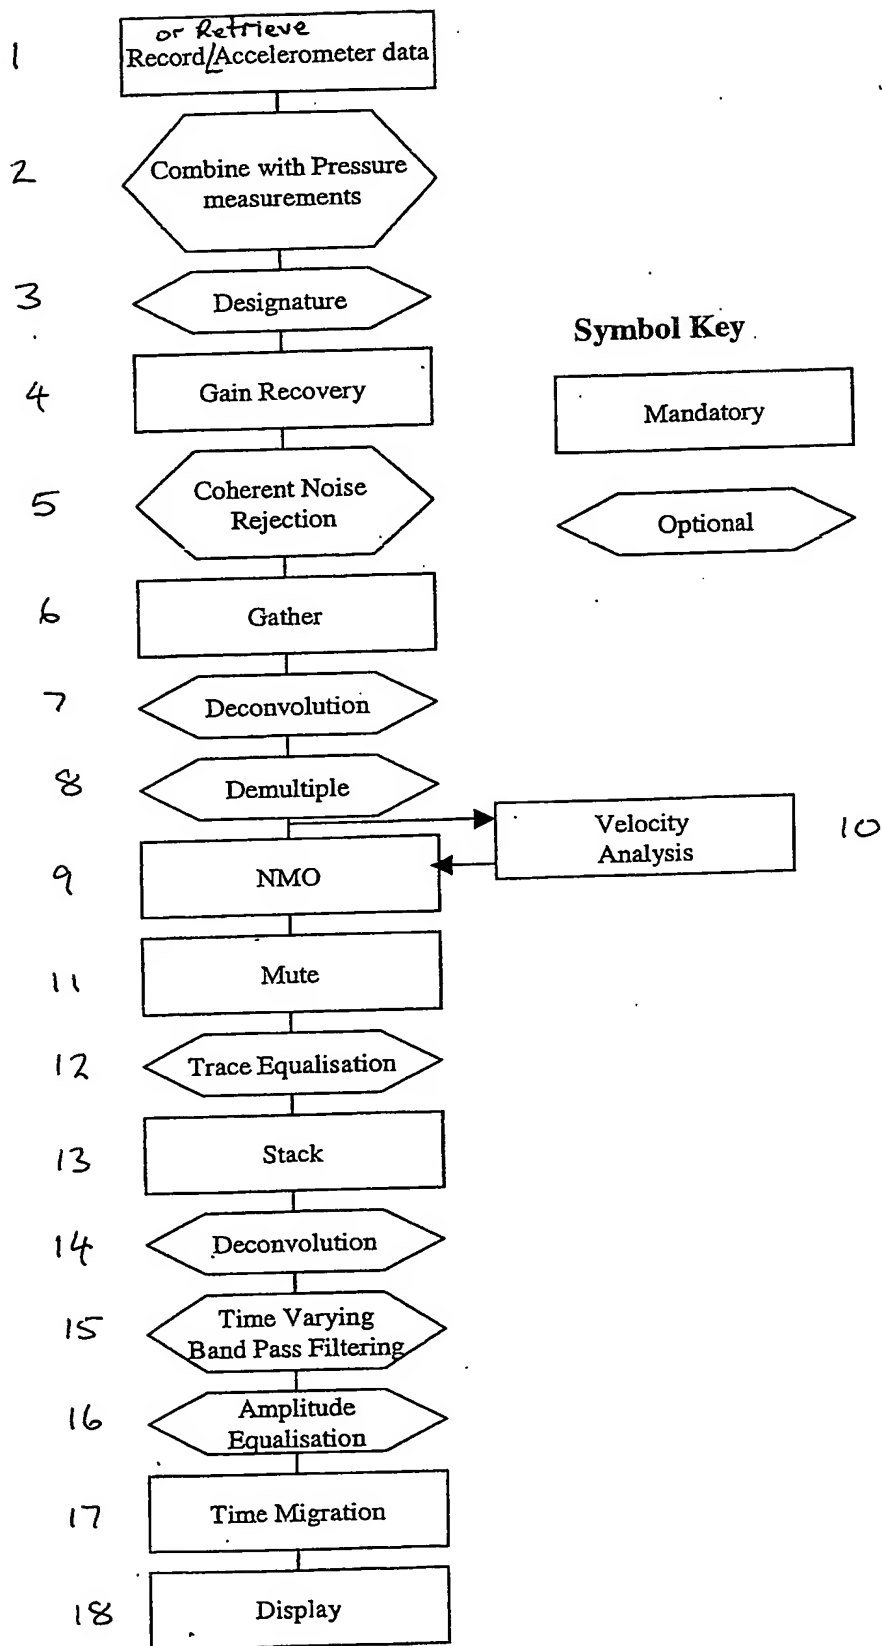 or Retrieve
1
Record/Accelerometer data
2
Combine with Pressure
measurements
3
Designature
Symbol Key
4
Gain Recovery
Mandatory
5
Coherent Noise
Rejection
Optional
6
Gather
7
Deconvolution
8
Demultiple
Velocity
Analysis
10
9
NMO
11
Mute
12
Trace Equalisation
13
Stack
14
Deconvolution
15
Time Varying
Band Pass Filtering
16
Amplitude
Equalisation
17
Time Migration
18
Display